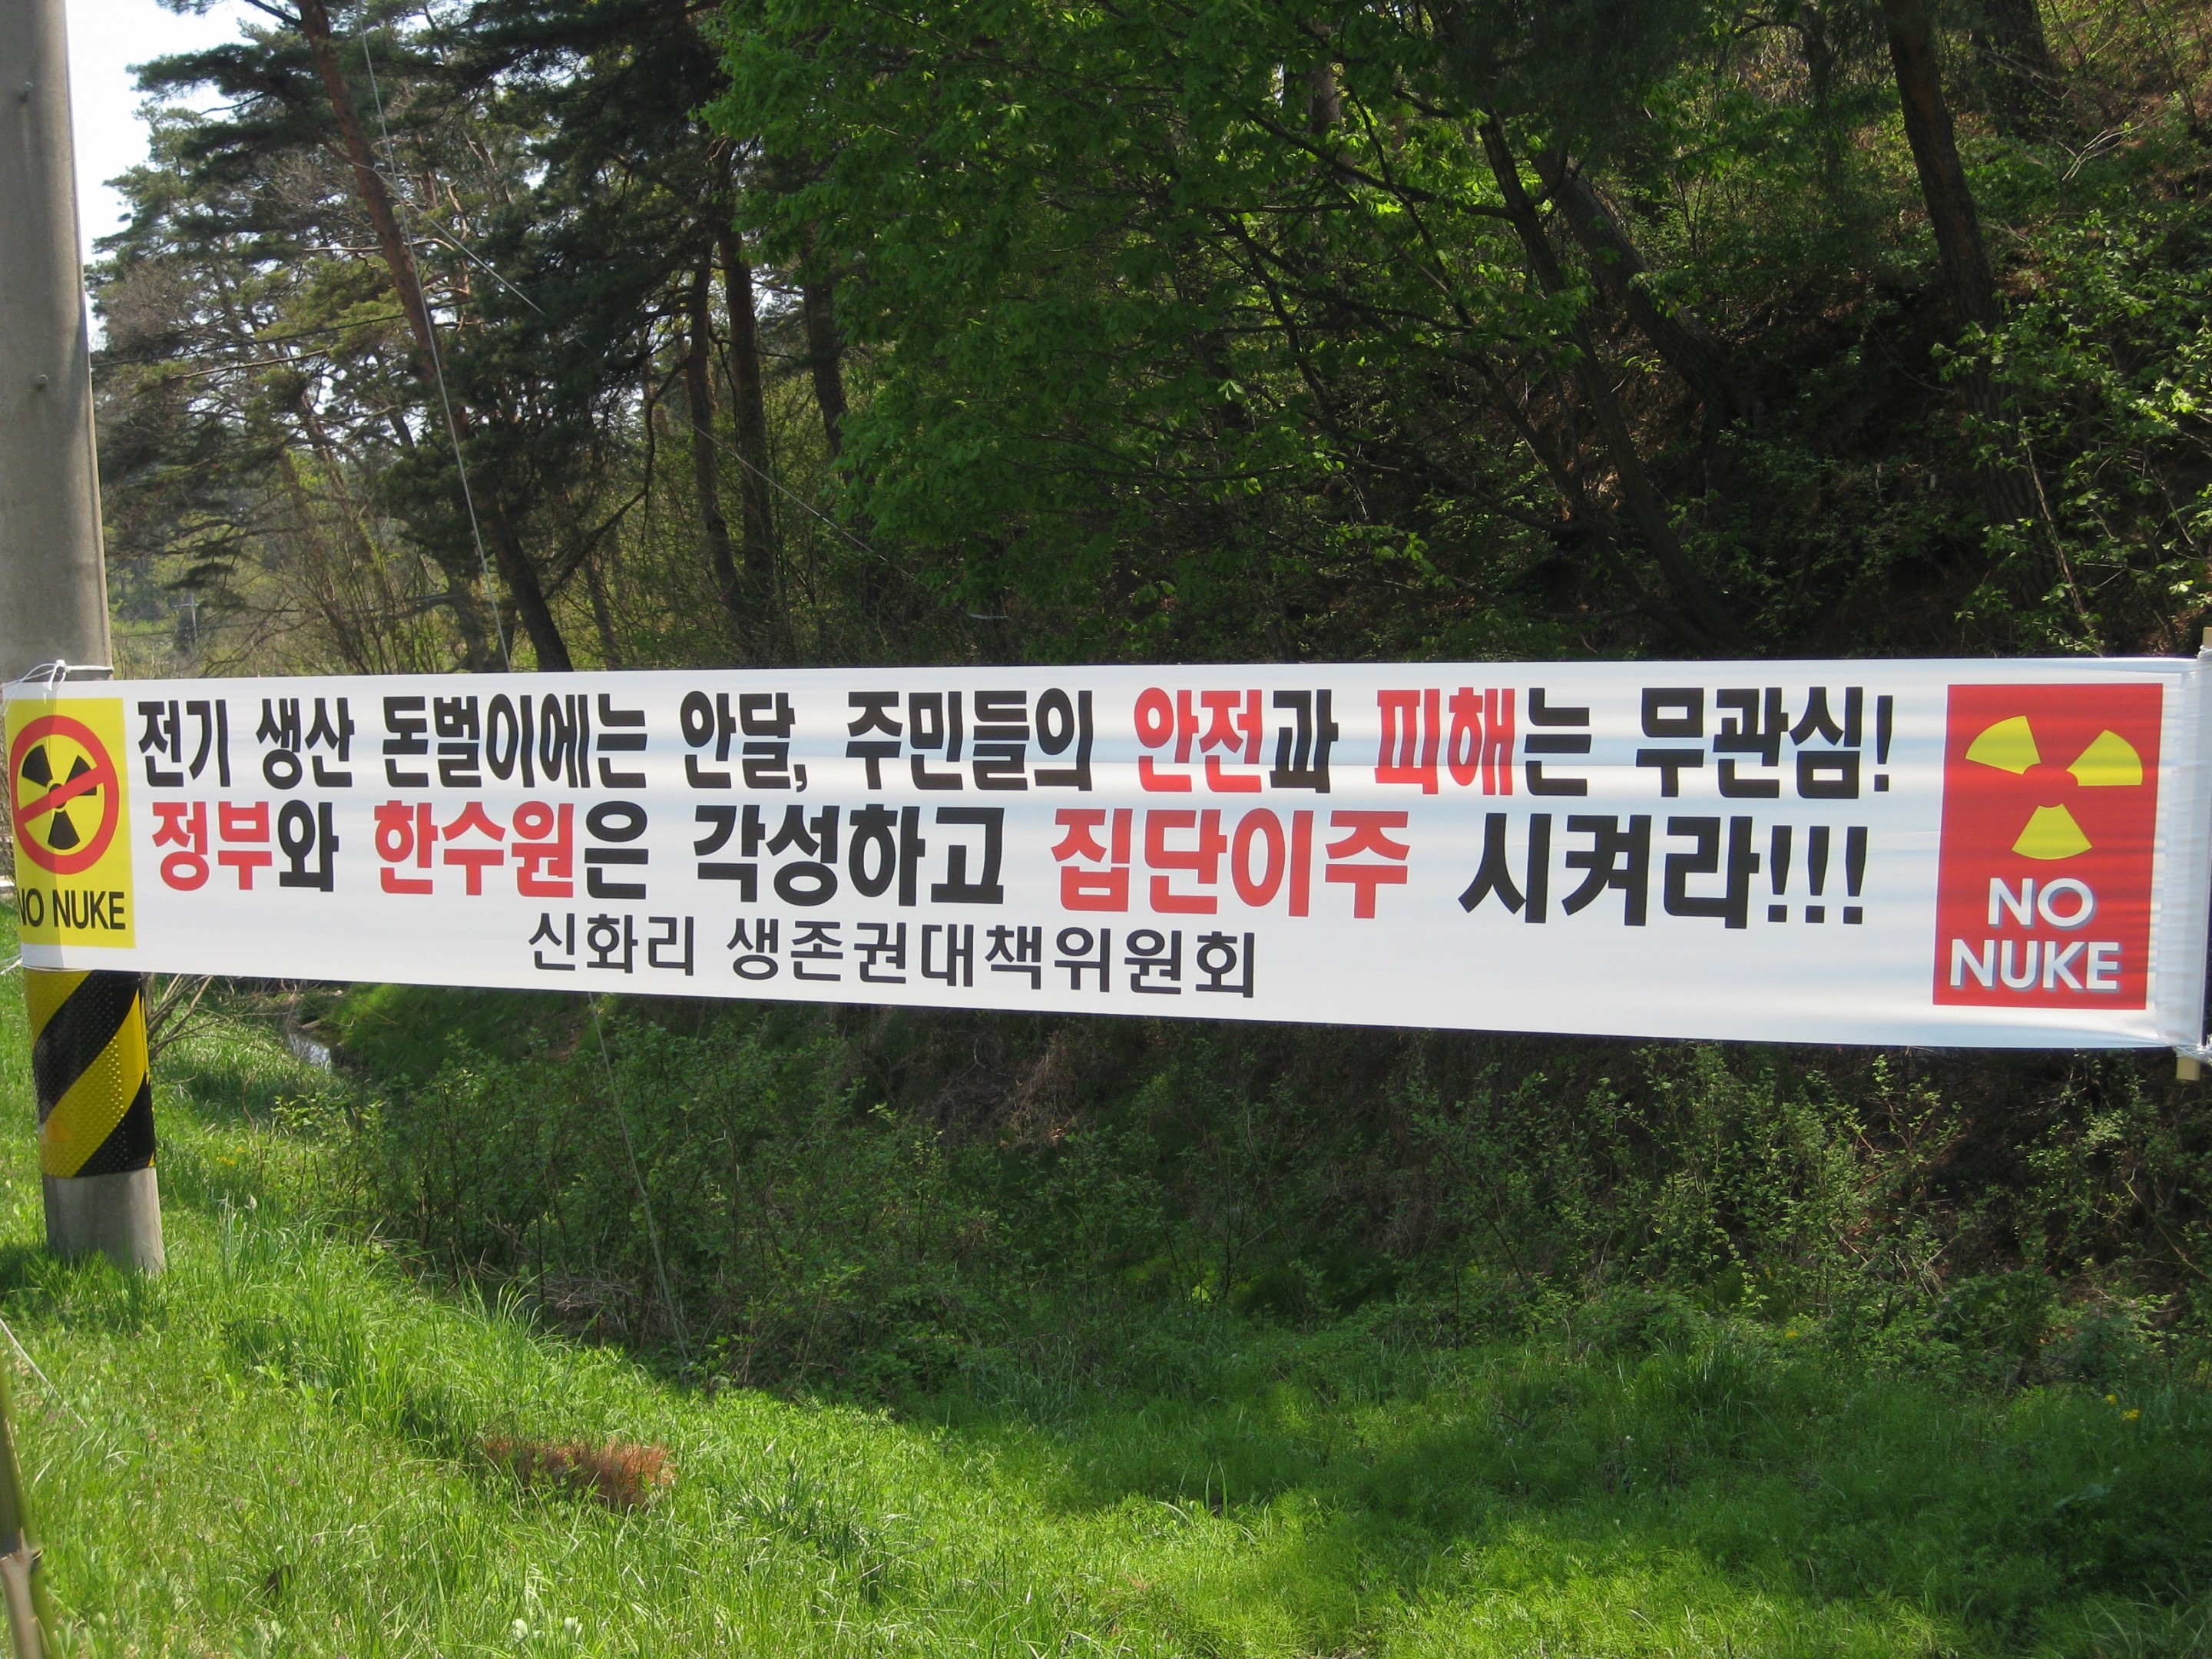 전기 생산 돈벌이에는 안달, 주민들의 안전과 피해는 무관심!
정부와 한수원은 각성하고 집단이주 시켜라!!!
신화리 생존권대책위원회
NO NUKE
NO
NUKE